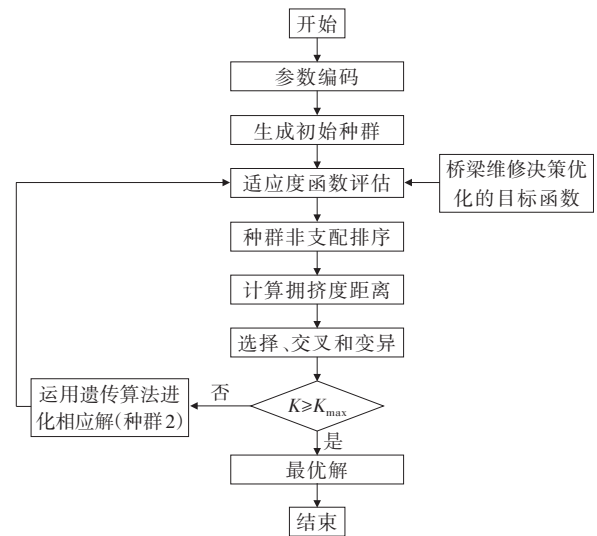 开始
参数编码
生成初始种群
适应度函数评估
桥梁维修决策优
化的目标函数
种群非支配排序
计算拥挤度距离
选择、交叉和变异
运用遗传算法进
化相应解(种群2)
否
K≥Kmax
是
最优解
结束